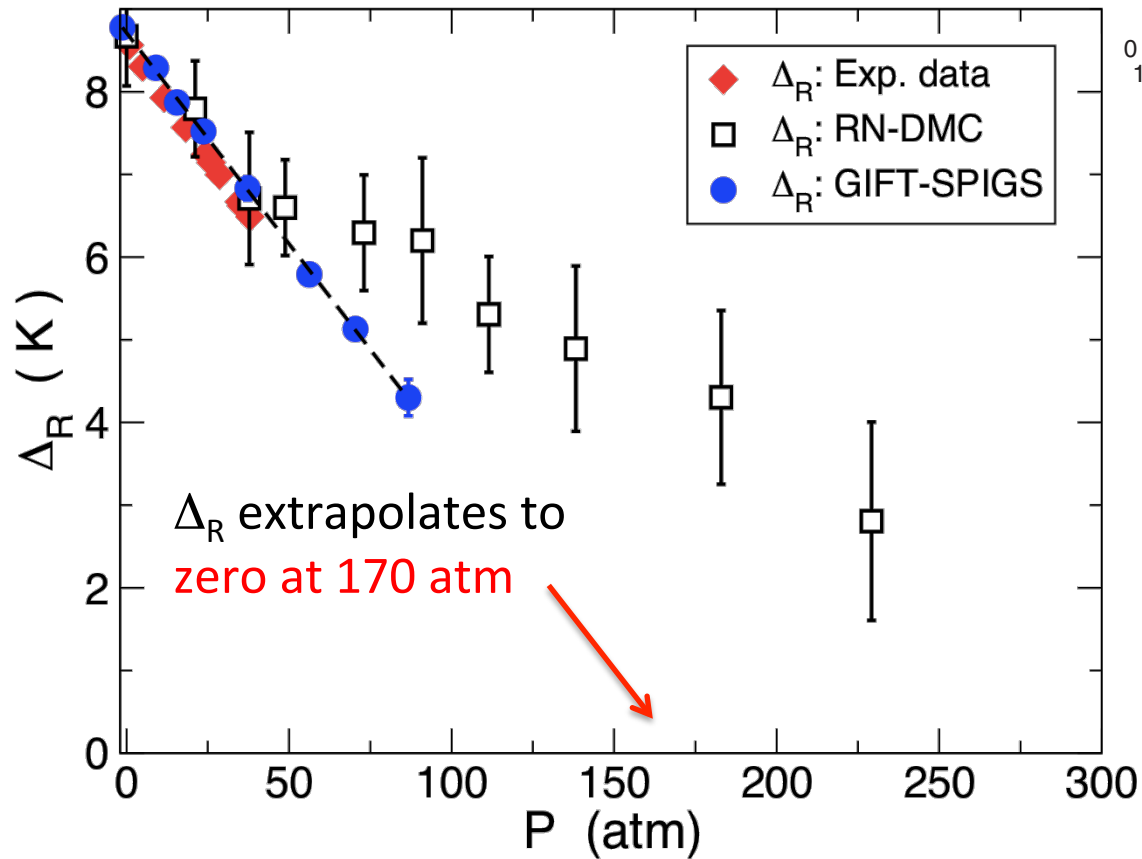 0
1
Δ_R: Exp. data
Δ_R: RN-DMC
Δ_R: GIFT-SPIGS
8
6
4
2
0
Δ_R ( K )
Δ_R extrapolates to
zero at 170 atm
0 50 100 150 200 250 300
P (atm)